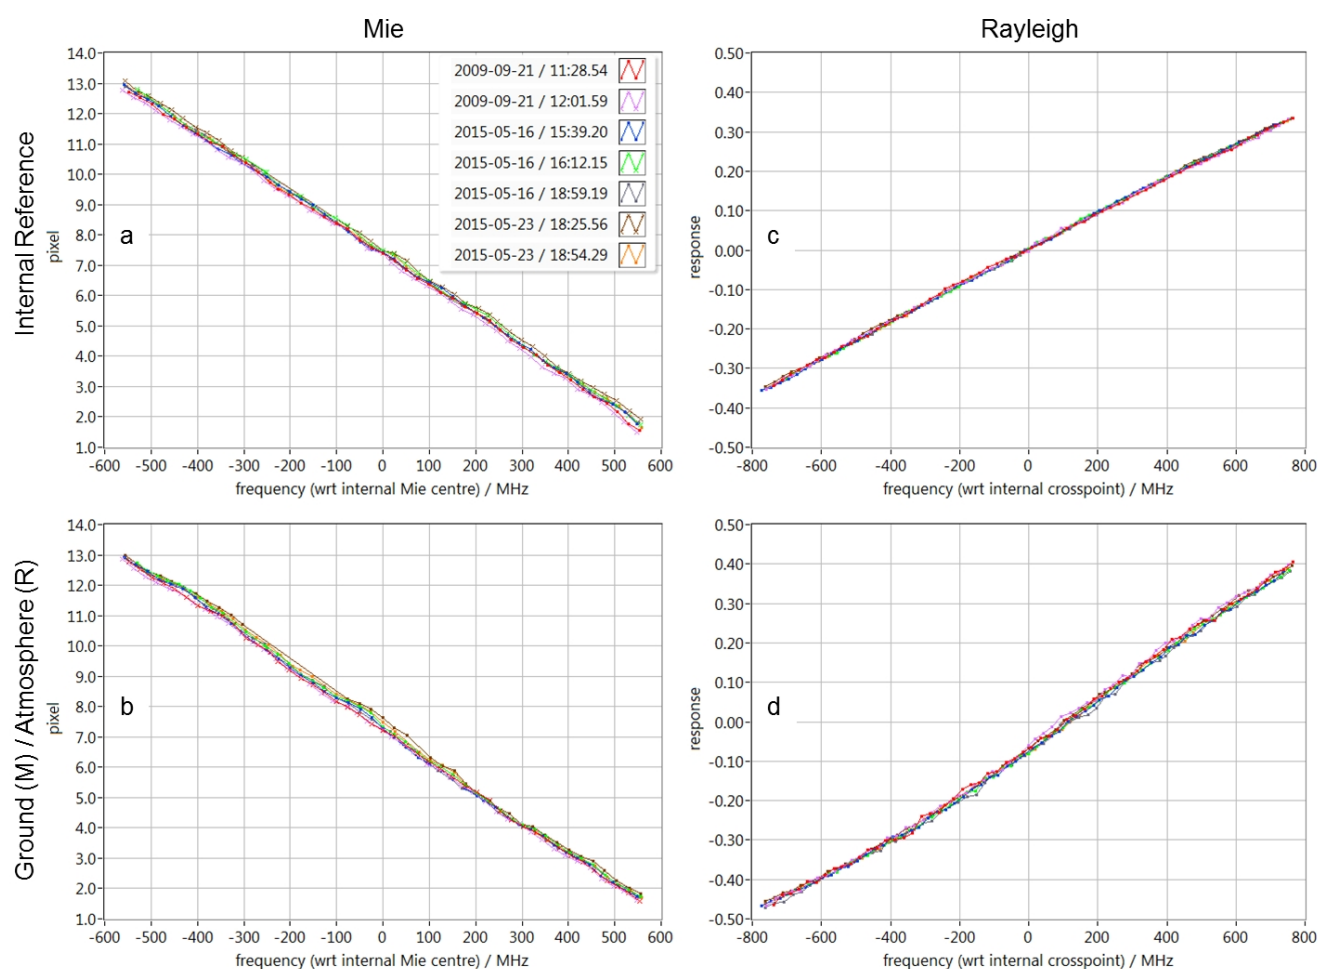 Mie
Rayleigh
Internal Reference
pixel
14.0
13.0
12.0
11.0
10.0
9.0
8.0
7.0
6.0
5.0
4.0
3.0
2.0
1.0
a
2009-09-21 / 11:28.54
2009-09-21 / 12:01.59
2015-05-16 / 15:39.20
2015-05-16 / 16:12.15
2015-05-16 / 18:59.19
2015-05-23 / 18:25.56
2015-05-23 / 18:54.29
-600 -500 -400 -300 -200 -100 0 100 200 300 400 500 600
frequency (wrt internal Mie centre) / MHz
response
0.50
0.40
0.30
0.20
0.10
0.00
-0.10
-0.20
-0.30
-0.40
-0.50
c
-800 -600 -400 -200 0 200 400 600 800
frequency (wrt internal crosspoint) / MHz
Ground (M) / Atmosphere (R)
pixel
14.0
13.0
12.0
11.0
10.0
9.0
8.0
7.0
6.0
5.0
4.0
3.0
2.0
1.0
b
-600 -500 -400 -300 -200 -100 0 100 200 300 400 500 600
frequency (wrt internal Mie centre) / MHz
response
0.50
0.40
0.30
0.20
0.10
0.00
-0.10
-0.20
-0.30
-0.40
-0.50
d
-800 -600 -400 -200 0 200 400 600 800
frequency (wrt internal crosspoint) / MHz